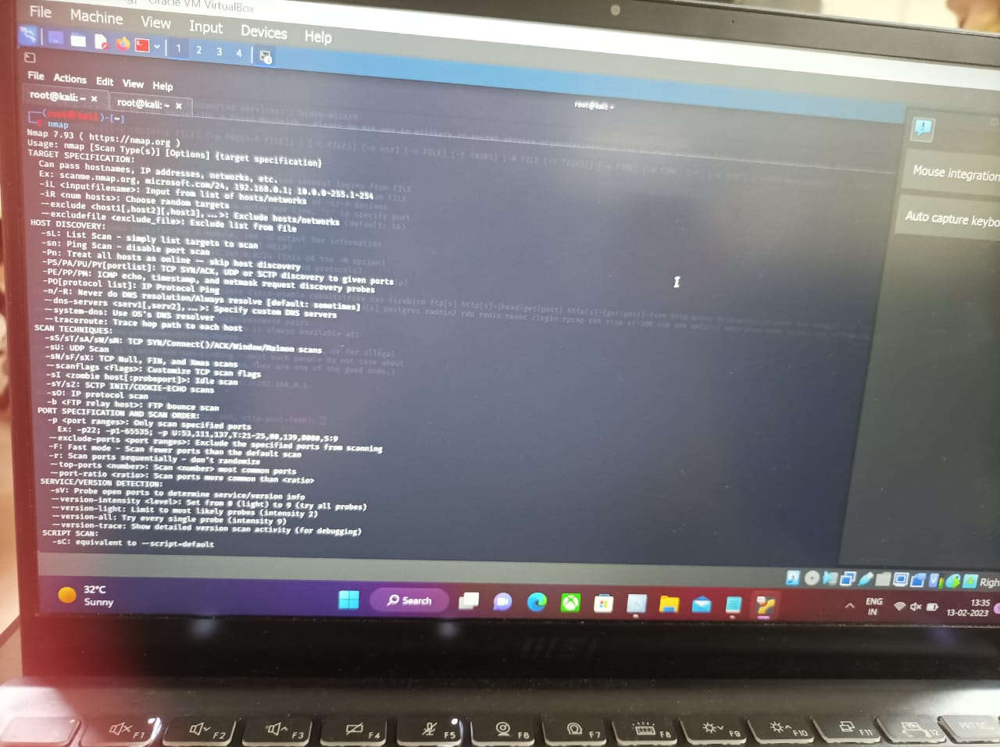 Oracle VM VirtualBox
File Machine View Input Devices Help
1 2 3 4
File Actions Edit View Help
root@kali: ~ × root@kali: ~ ×
root@kali: ~
(root@kali)-[~]
nmap
Nmap 7.93 ( https://nmap.org )
Usage: nmap [Scan Type(s)] [Options] {target specification}
TARGET SPECIFICATION:
Can pass hostnames, IP addresses, networks, etc.
Ex: scanme.nmap.org, microsoft.com/24, 192.168.0.1; 10.0.0-255.1-254
-iL <inputfilename>: Input from list of hosts/networks
-iR <num hosts>: Choose random targets
--exclude <host1[,host2][,host3],...>: Exclude hosts/networks
--excludefile <exclude_file>: Exclude list from file
HOST DISCOVERY:
-sL: List Scan - simply list targets to scan
-sn: Ping Scan - disable port scan
-Pn: Treat all hosts as online -- skip host discovery
-PS/PA/PU/PY[portlist]: TCP SYN/ACK, UDP or SCTP discovery to given ports
-PE/PP/PM: ICMP echo, timestamp, and netmask request discovery probes
-PO[protocol list]: IP Protocol Ping
-n/-R: Never do DNS resolution/Always resolve [default: sometimes]
--dns-servers <serv1[,serv2],...>: Specify custom DNS servers
--system-dns: Use OS's DNS resolver
--traceroute: Trace hop path to each host
SCAN TECHNIQUES:
-sS/sT/sA/sW/sM: TCP SYN/Connect()/ACK/Window/Maimon scans
-sU: UDP Scan
-sN/sF/sX: TCP Null, FIN, and Xmas scans
--scanflags <flags>: Customize TCP scan flags
-sI <zombie host[:probeport]>: Idle scan
-sY/sZ: SCTP INIT/COOKIE-ECHO scans
-sO: IP protocol scan
-b <FTP relay host>: FTP bounce scan
PORT SPECIFICATION AND SCAN ORDER:
-p <port ranges>: Only scan specified ports
Ex: -p22; -p1-65535; -p U:53,111,137,T:21-25,80,139,8080,S:9
--exclude-ports <port ranges>: Exclude the specified ports from scanning
-F: Fast mode - Scan fewer ports than the default scan
-r: Scan ports sequentially - don't randomize
--top-ports <number>: Scan <number> most common ports
--port-ratio <ratio>: Scan ports more common than <ratio>
SERVICE/VERSION DETECTION:
-sV: Probe open ports to determine service/version info
--version-intensity <level>: Set from 0 (light) to 9 (try all probes)
--version-light: Limit to most likely probes (intensity 2)
--version-all: Try every single probe (intensity 9)
--version-trace: Show detailed version scan activity (for debugging)
SCRIPT SCAN:
-sC: equivalent to --script=default
Mouse integration
Auto capture keybo
Righ
32°C
Sunny
Search
ENG
IN
13:35
13-02-2023
msi
F1 F2 F3 F4 F5 F6 F7 F8 F9 F10 F11 F12 PRT SC